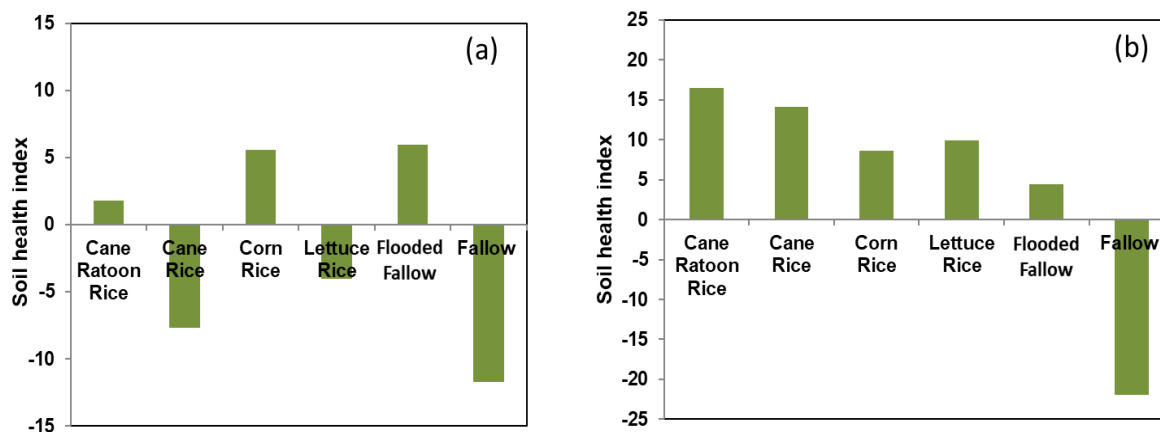 (a)
Soil health index
15
10
5
0
-5
-10
-15
Cane
Ratoon
Rice
Cane
Rice
Corn
Rice
Lettuce
Rice
Flooded
Fallow
Fallow
(b)
Soil health index
25
20
15
10
5
0
-5
-10
-15
-20
-25
Cane
Ratoon
Rice
Cane
Rice
Corn
Rice
Lettuce
Rice
Flooded
Fallow
Fallow